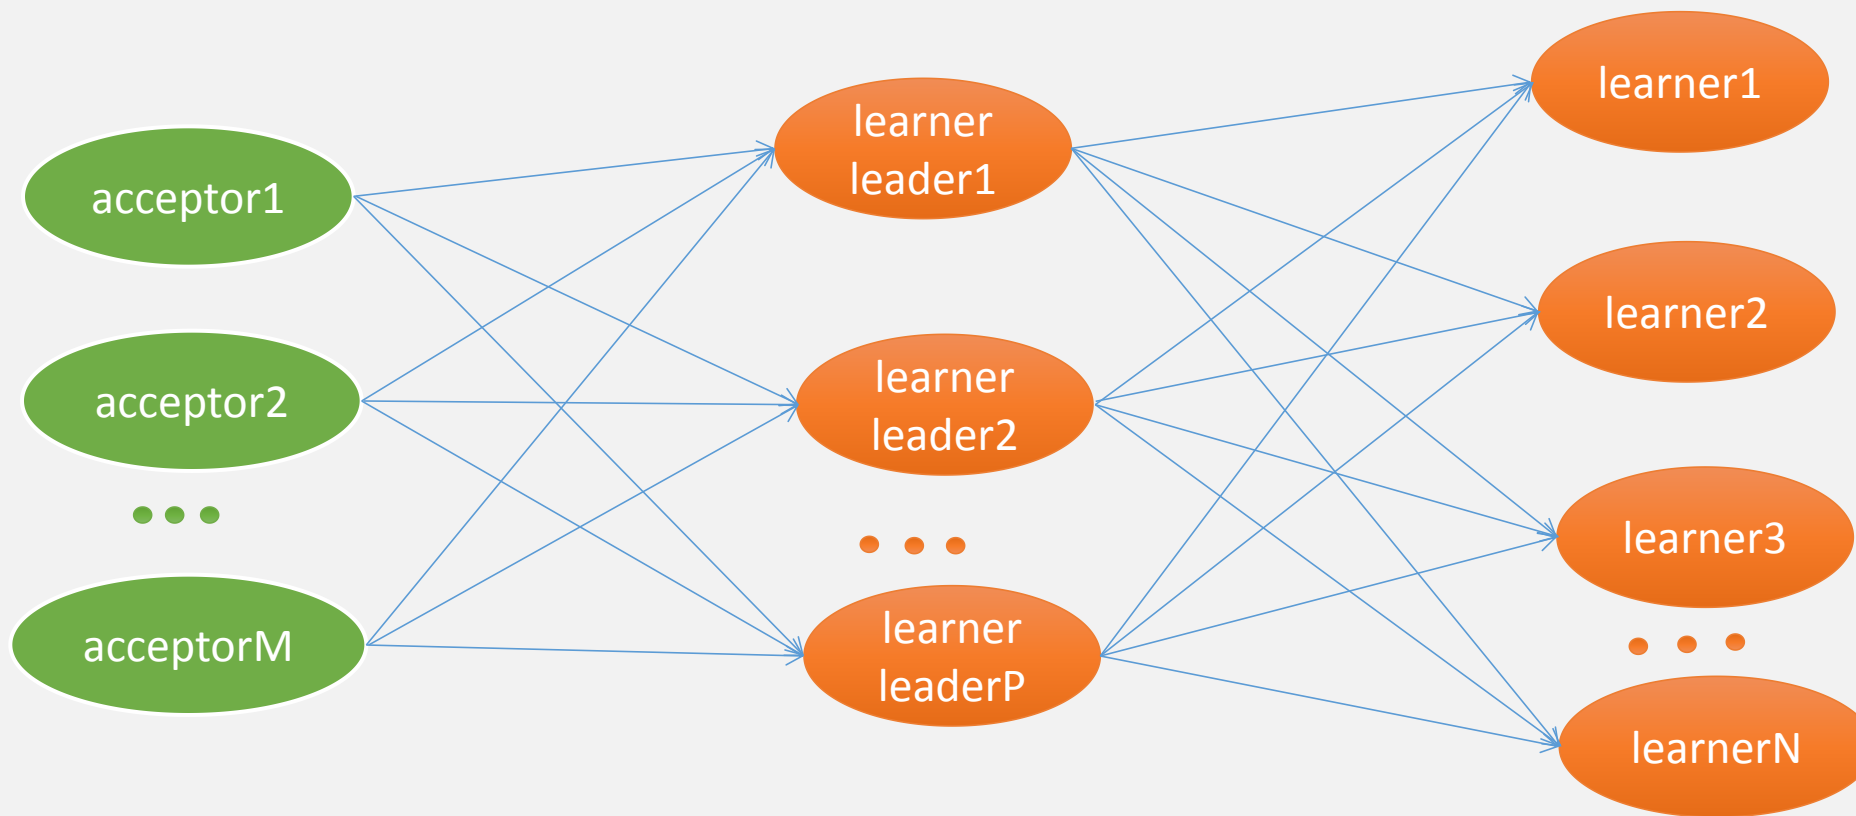 acceptor1
acceptor2
acceptorM
learner
leader1
learner
leader2
learner
leaderP
learner1
learner2
learner3
learnerN